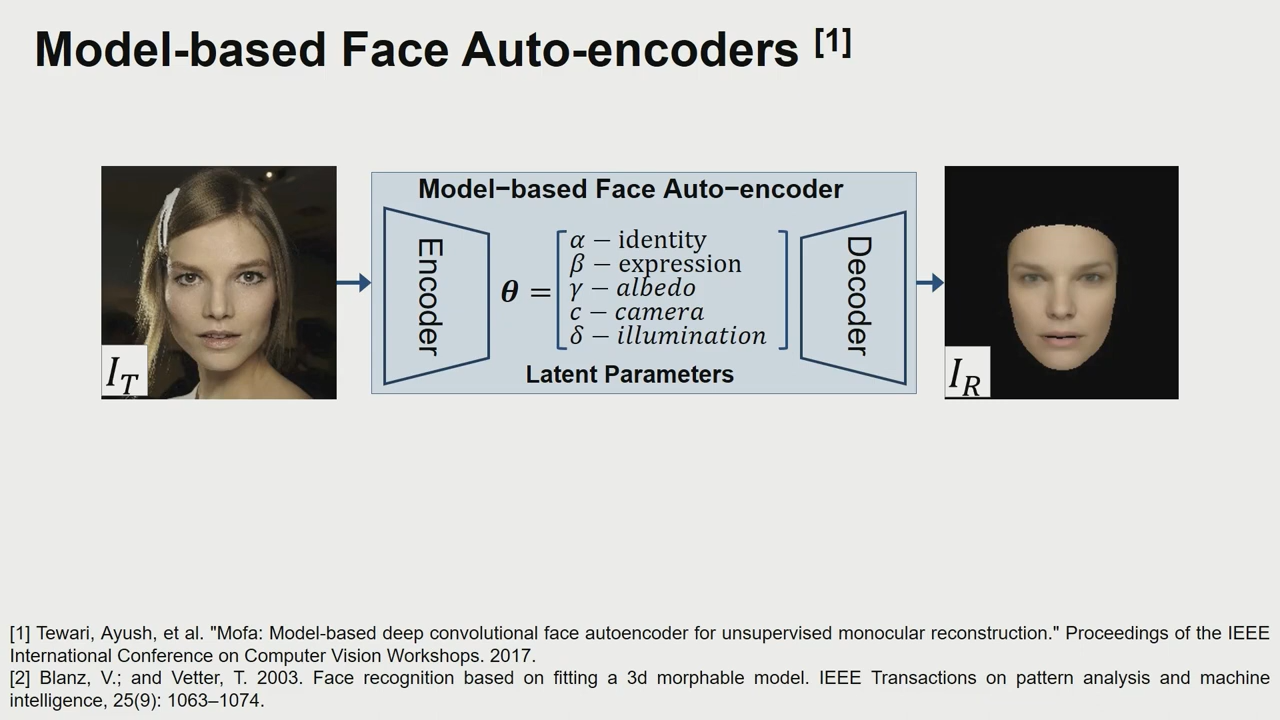 Model-based Face Auto-encoders [1]
Model−based Face Auto−encoder
Encoder
θ =
α − identity
β − expression
γ − albedo
c − camera
δ − illumination
Decoder
Latent Parameters
I_T
I_R
[1] Tewari, Ayush, et al. "Mofa: Model-based deep convolutional face autoencoder for unsupervised monocular reconstruction." Proceedings of the IEEE
International Conference on Computer Vision Workshops. 2017.
[2] Blanz, V.; and Vetter, T. 2003. Face recognition based on fitting a 3d morphable model. IEEE Transactions on pattern analysis and machine
intelligence, 25(9): 1063–1074.